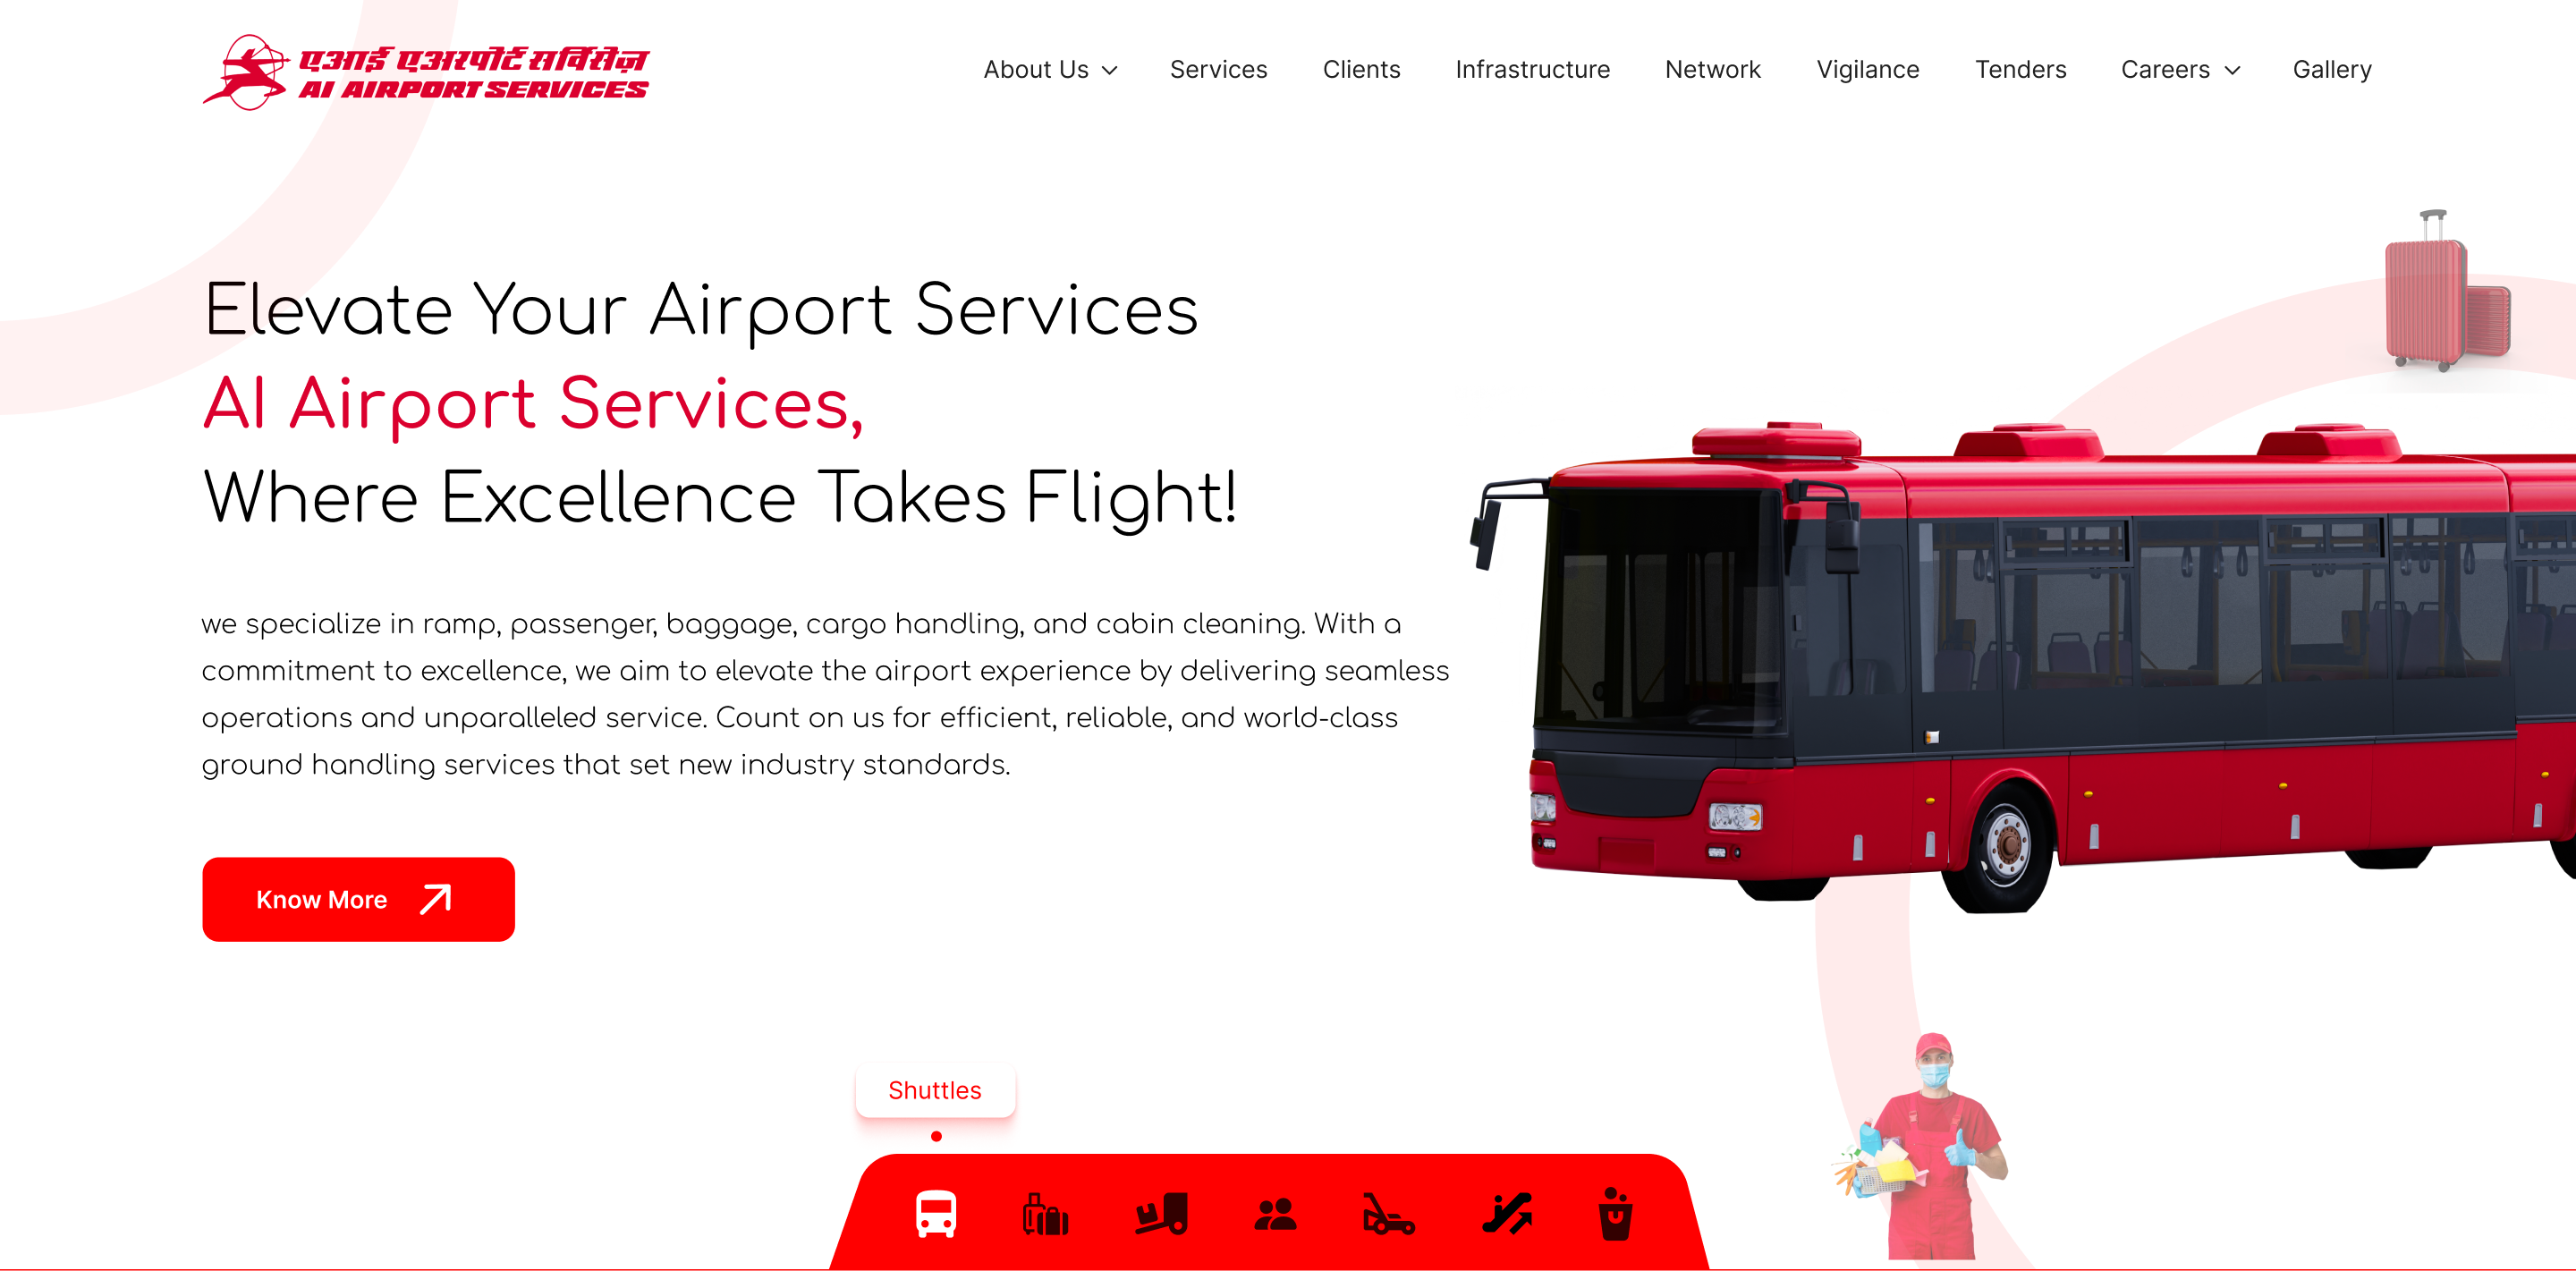 एआई एअरपोर्ट सर्विसेज़
AI AIRPORT SERVICES
About Us
Services
Clients
Infrastructure
Network
Vigilance
Tenders
Careers
Gallery
Elevate Your Airport Services
AI Airport Services,
Where Excellence Takes Flight!
we specialize in ramp, passenger, baggage, cargo handling, and cabin cleaning. With a
commitment to excellence, we aim to elevate the airport experience by delivering seamless
operations and unparalleled service. Count on us for efficient, reliable, and world-class
ground handling services that set new industry standards.
Know More
Shuttles